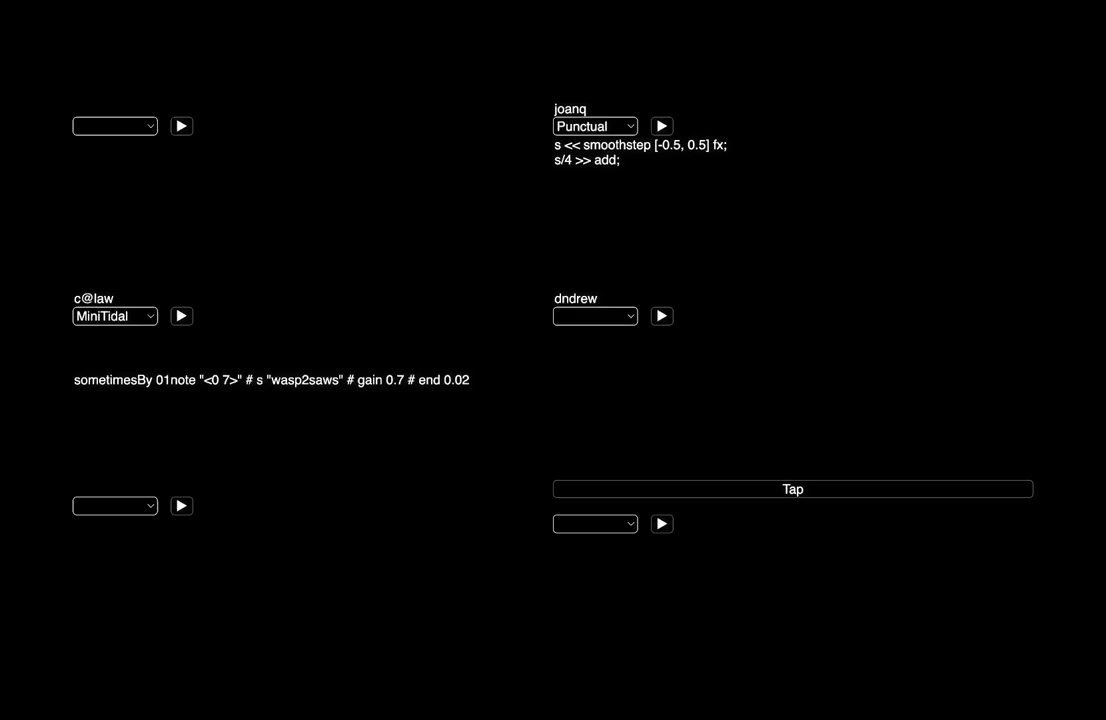 joanq
Punctual
s << smoothstep [-0.5, 0.5] fx;
s/4 >> add;
c@law
MiniTidal
dndrew
sometimesBy 01note "<0 7>" # s "wasp2saws" # gain 0.7 # end 0.02
Tap